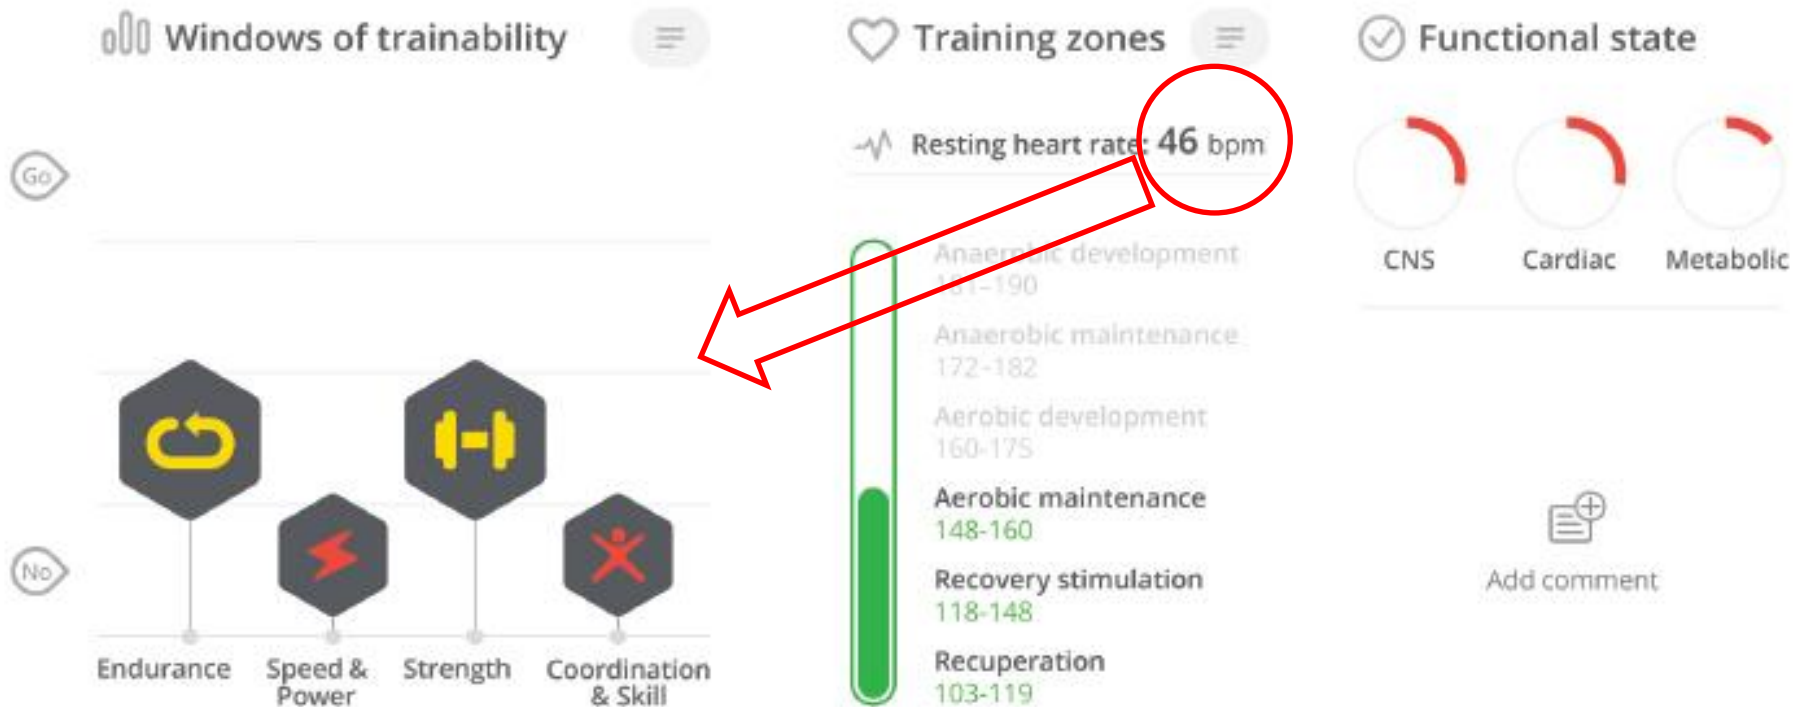 Windows of trainability
Go
No
Endurance
Speed &
Power
Strength
Coordination
& Skill
Training zones
Resting heart rate: 46 bpm
Anaerobic development
181-190
Anaerobic maintenance
172-182
Aerobic development
160-175
Aerobic maintenance
148-160
Recovery stimulation
118-148
Recuperation
103-119
Functional state
CNS
Cardiac
Metabolic
Add comment